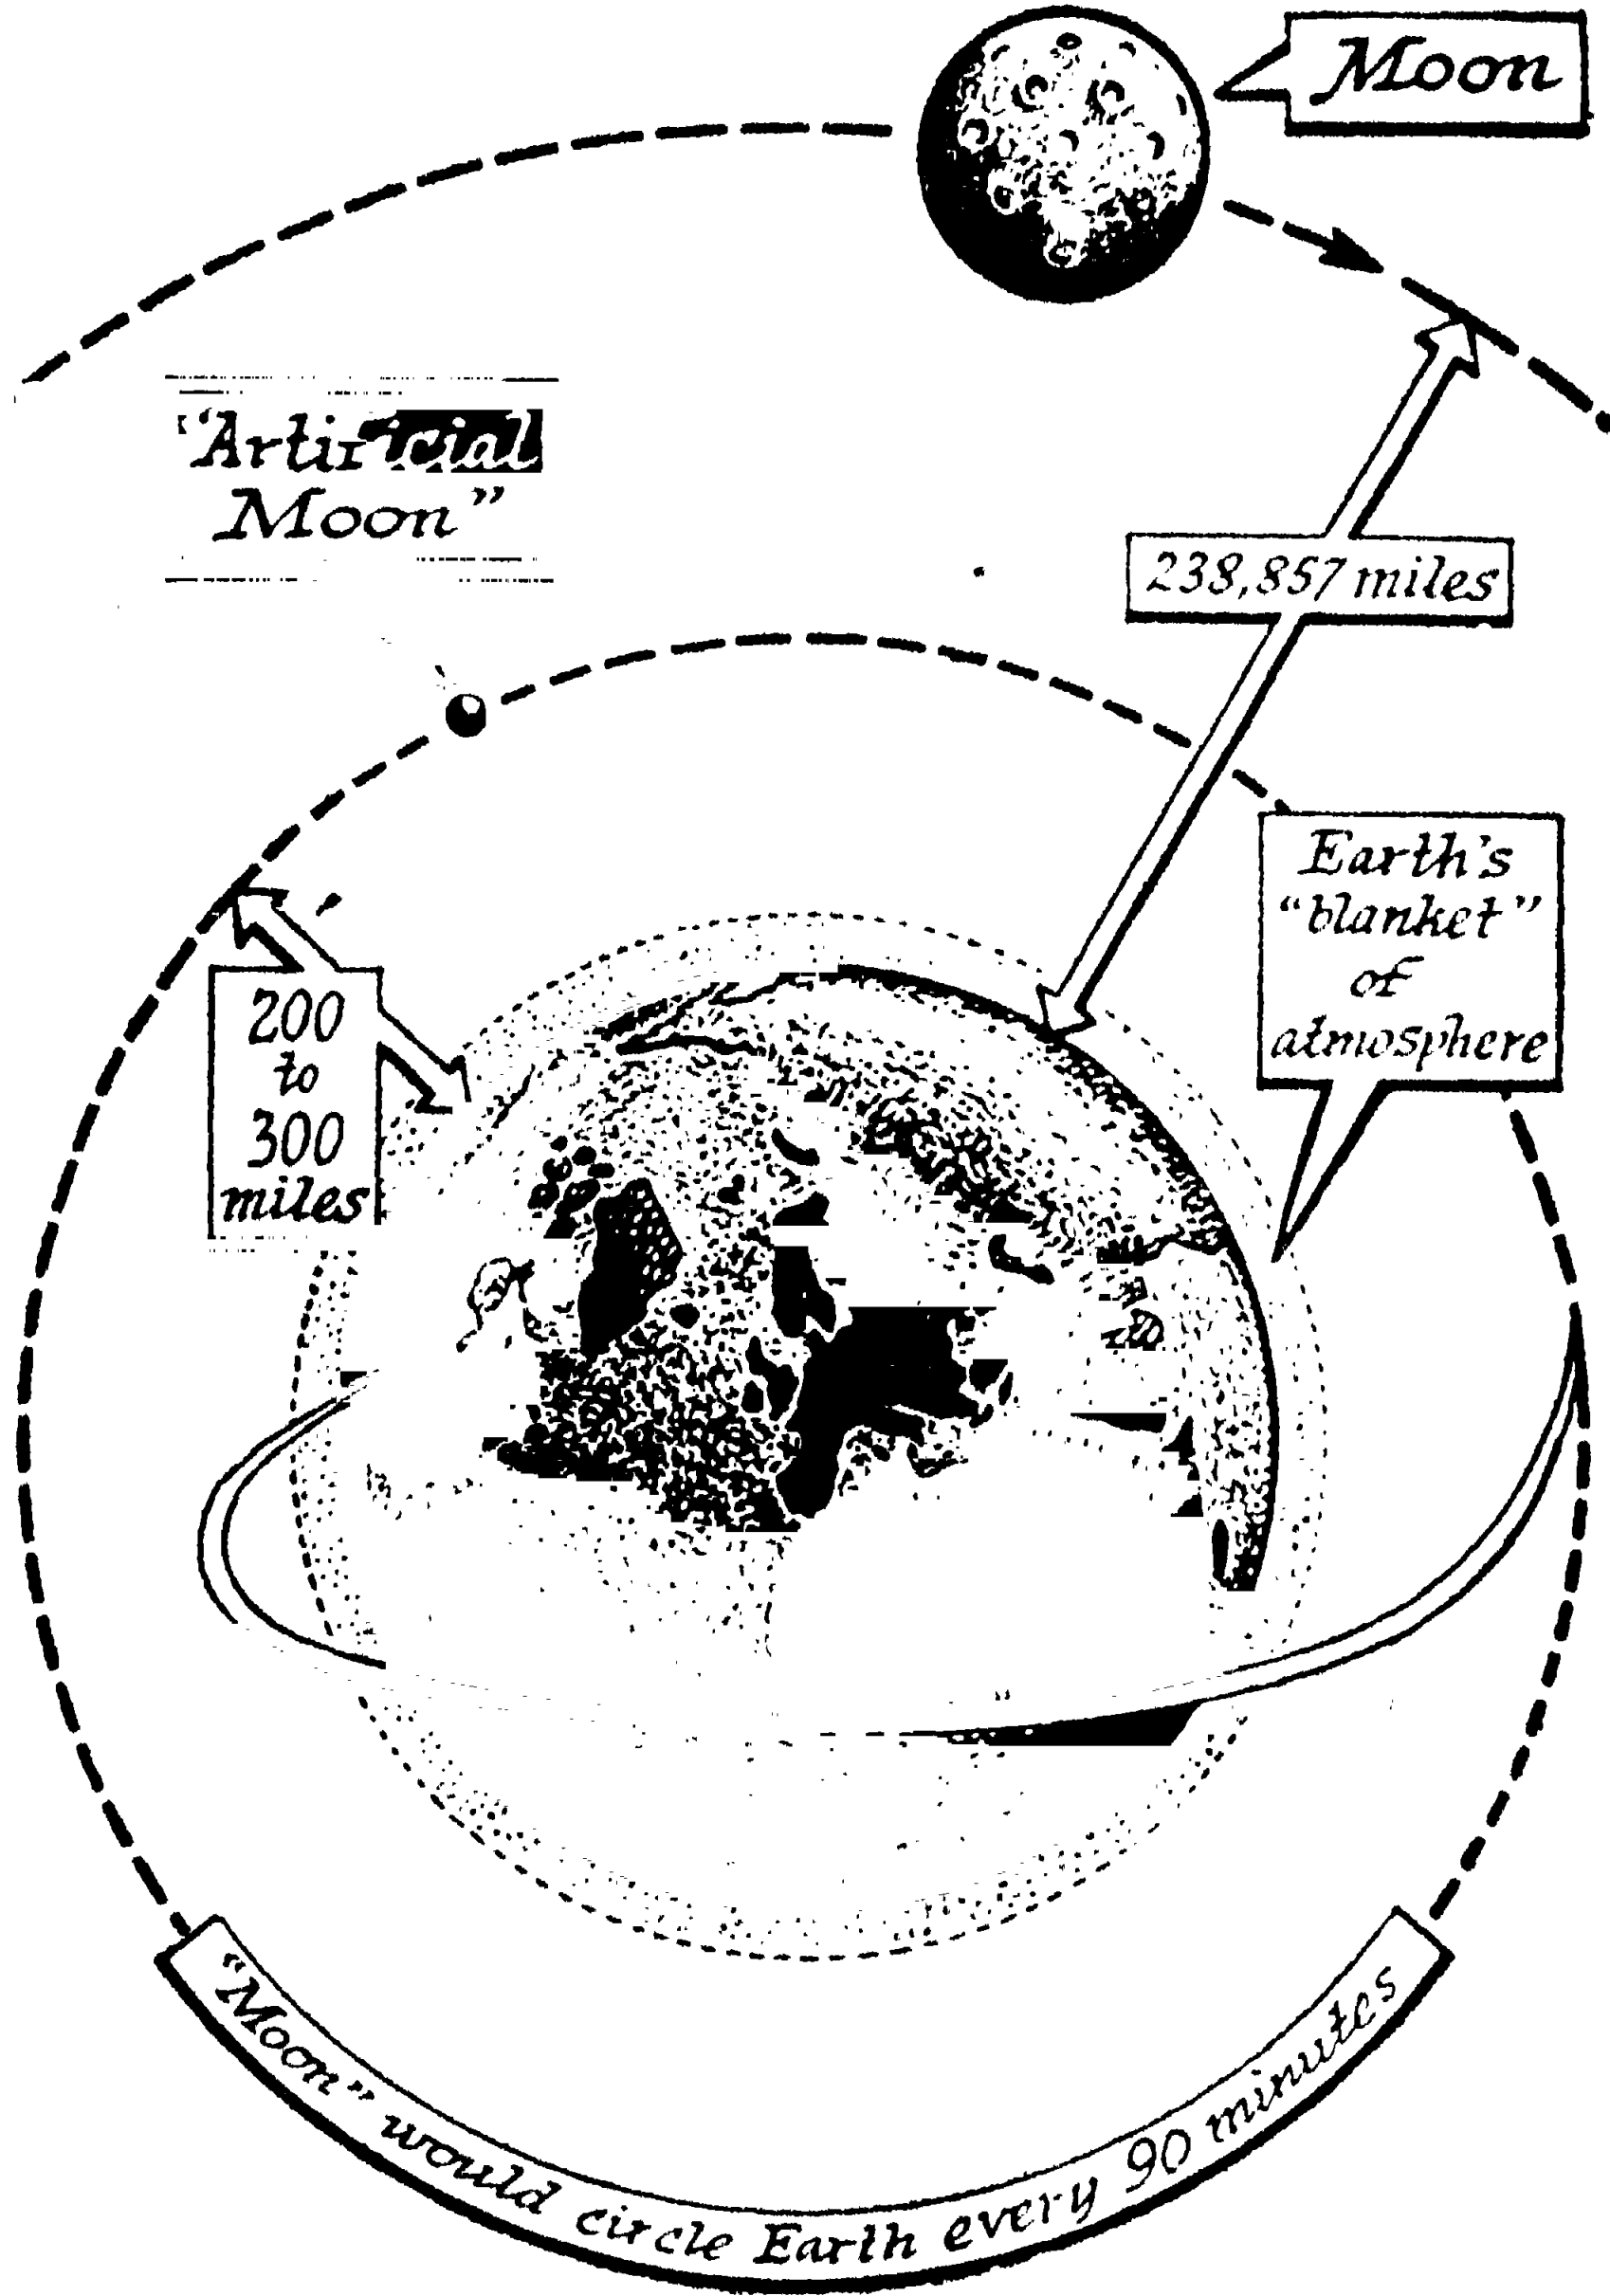 Moon
"Artificial
Moon"
238,857 miles
Earth's
"blanket"
of
atmosphere
200
to
300
miles
"Moon" would circle Earth every 90 minutes